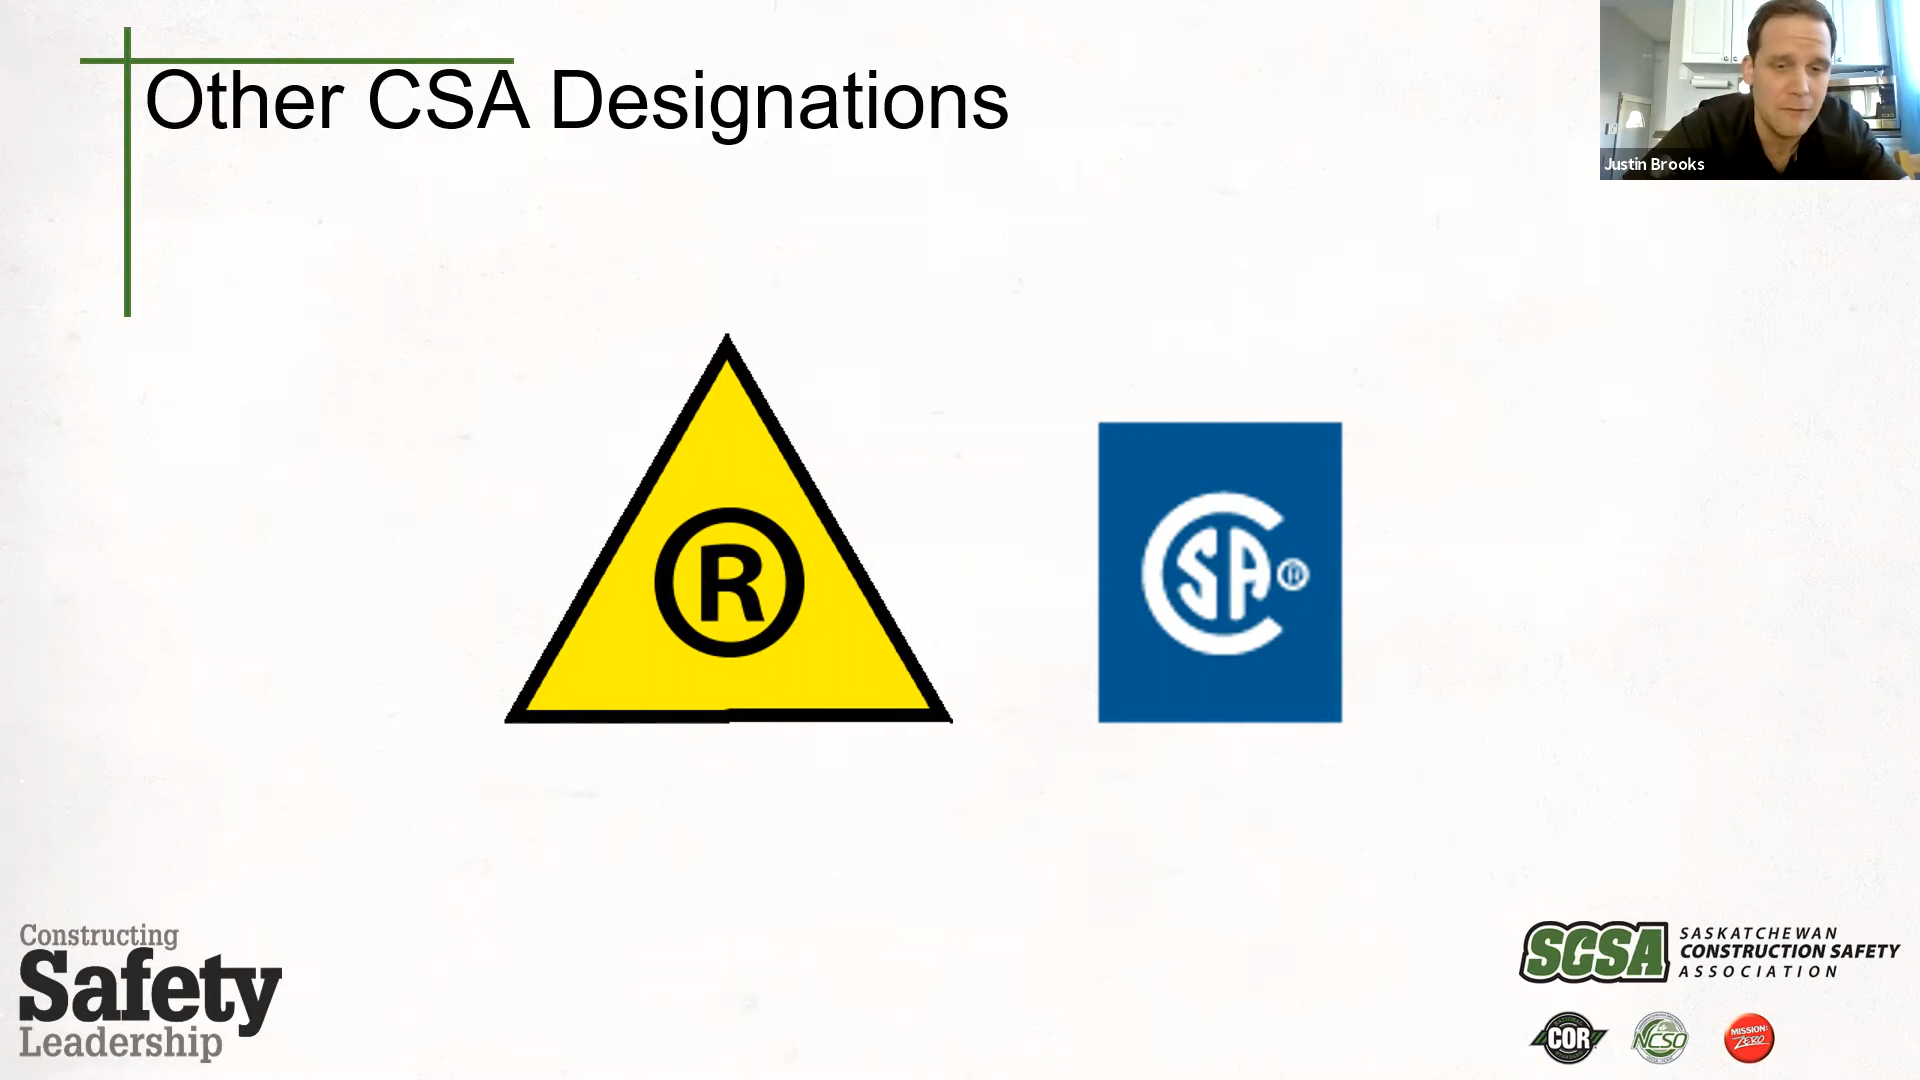 Other CSA Designations
Justin Brooks
®
CSA®
Constructing
Safety
Leadership
SCSA
SASKATCHEWAN
CONSTRUCTION SAFETY
ASSOCIATION
COR
NCSO
MISSION:
ZERO